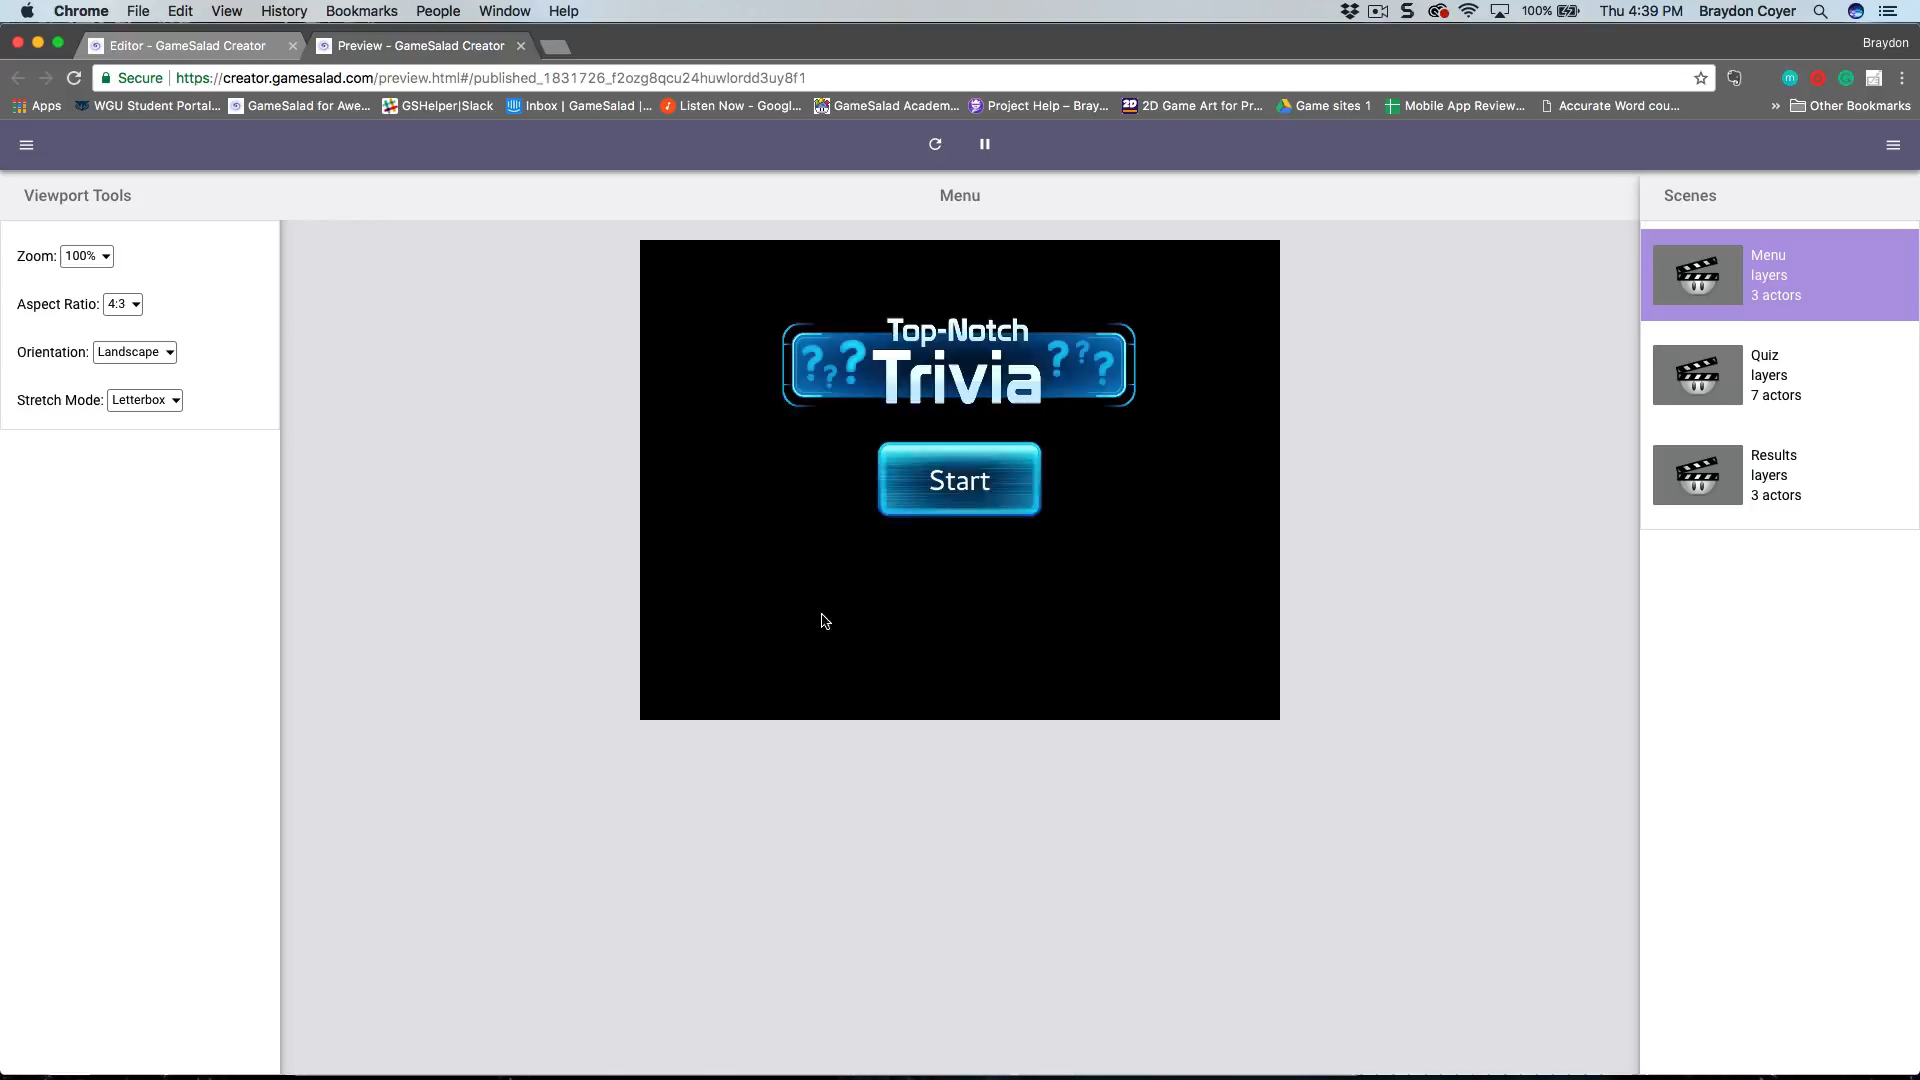 Chrome File Edit View History Bookmarks People Window Help 100% Thu 4:39 PM Braydon Coyer
Editor - GameSalad Creator Preview - GameSalad Creator Braydon
Secure https://creator.gamesalad.com/preview.html#/published_1831726_f2ozg8qcu24huwlordd3uy8f1
Apps WGU Student Portal... GameSalad for Awe... GSHelper|Slack Inbox | GameSalad |... Listen Now - Googl... GameSalad Academ... Project Help – Bray... 2D Game Art for Pr... Game sites 1 Mobile App Review... Accurate Word cou... » Other Bookmarks
Viewport Tools Menu Scenes
Zoom: 100%
Aspect Ratio: 4:3
Orientation: Landscape
Stretch Mode: Letterbox
Top-Notch
??? Trivia ???
Start
Menu
layers
3 actors
Quiz
layers
7 actors
Results
layers
3 actors